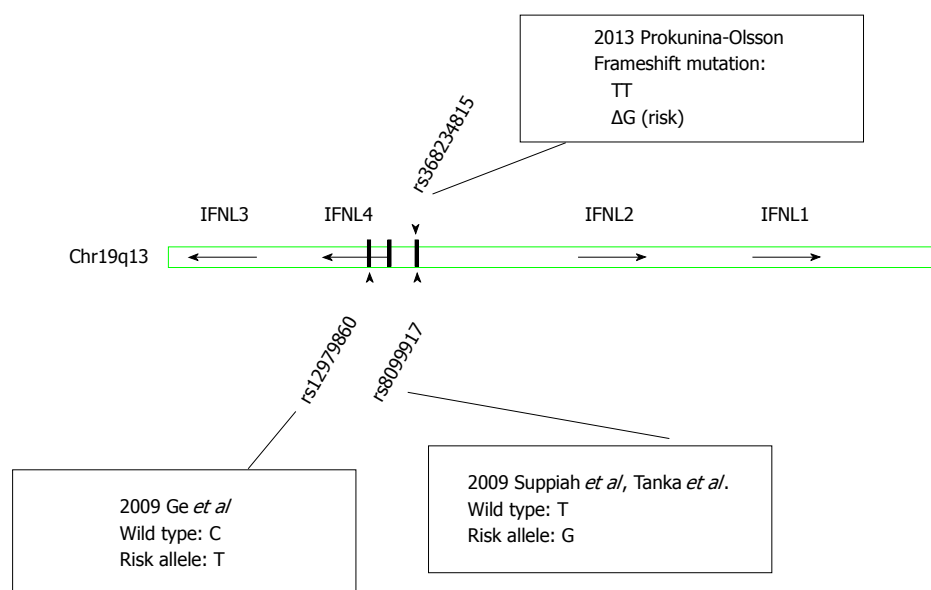 2013 Prokunina-Olsson
Frameshift mutation:
TT
ΔG (risk)
rs368234815
IFNL3
IFNL4
IFNL2
IFNL1
Chr19q13
rs12979860
rs8099917
2009 Ge et al
Wild type: C
Risk allele: T
2009 Suppiah et al, Tanka et al.
Wild type: T
Risk allele: G